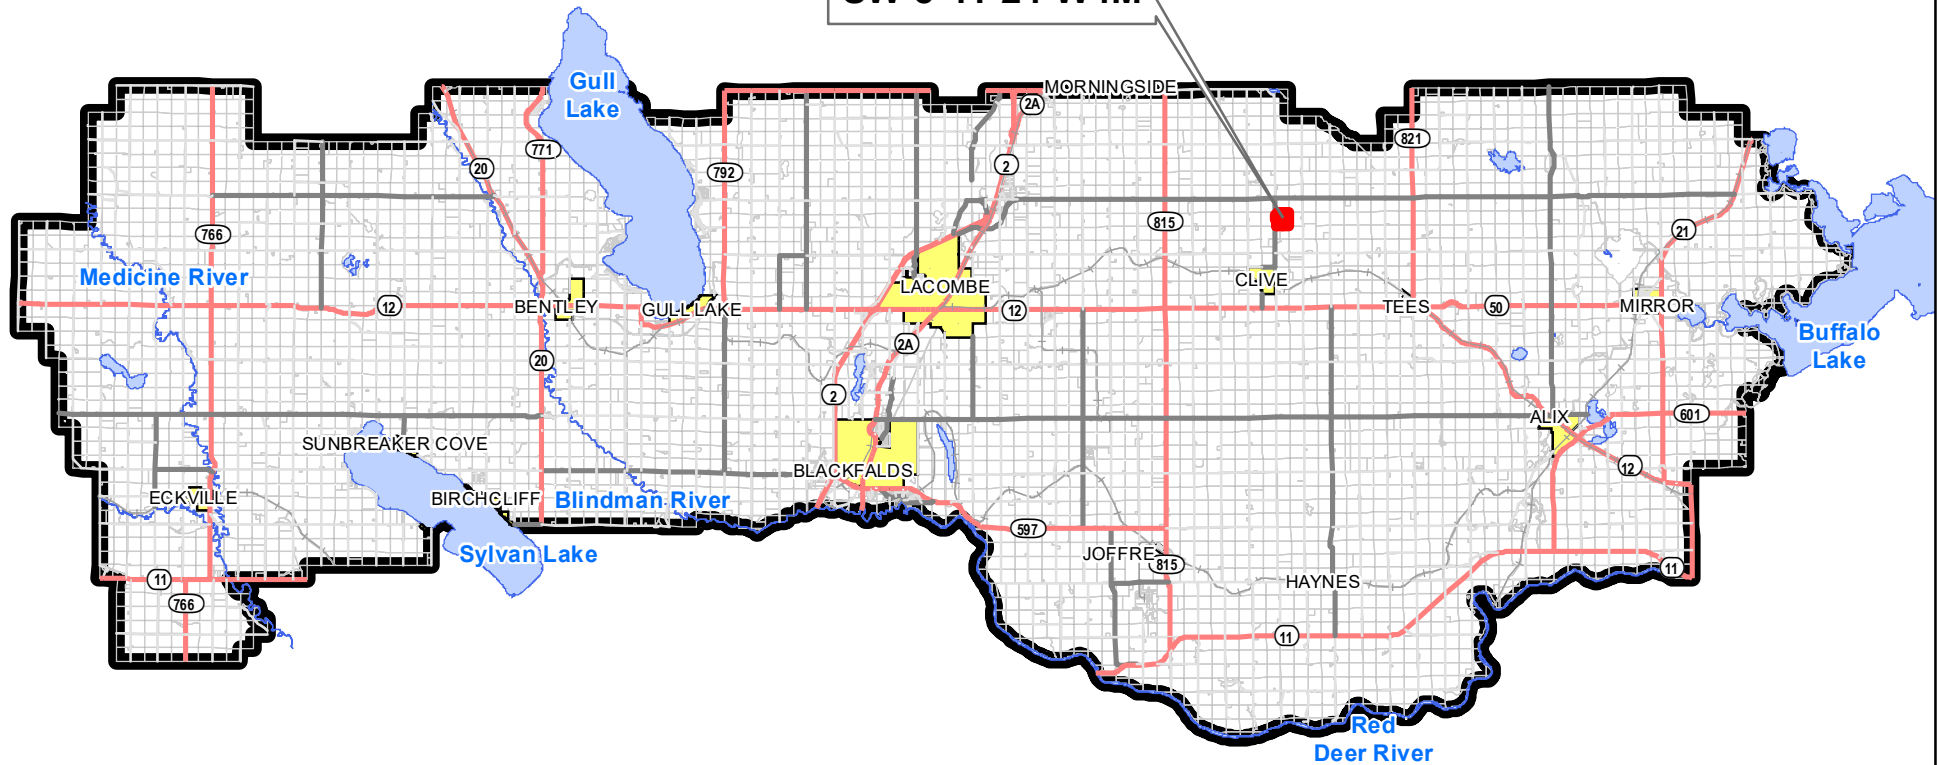 MORNINGSIDE
Gull
Lake
2A
821
771
20
792
2
815
766
21
Medicine River
CLIVE
LACOMBE
12
BENTLEY
GULL LAKE
12
TEES
50
MIRROR
Buffalo
Lake
2A
20
2
601
ALIX
SUNBREAKER COVE
12
BLACKFALDS
ECKVILLE
BIRCHCLIFF
Blindman River
597
Sylvan Lake
JOFFRE
815
11
HAYNES
11
766
11
Red
Deer River